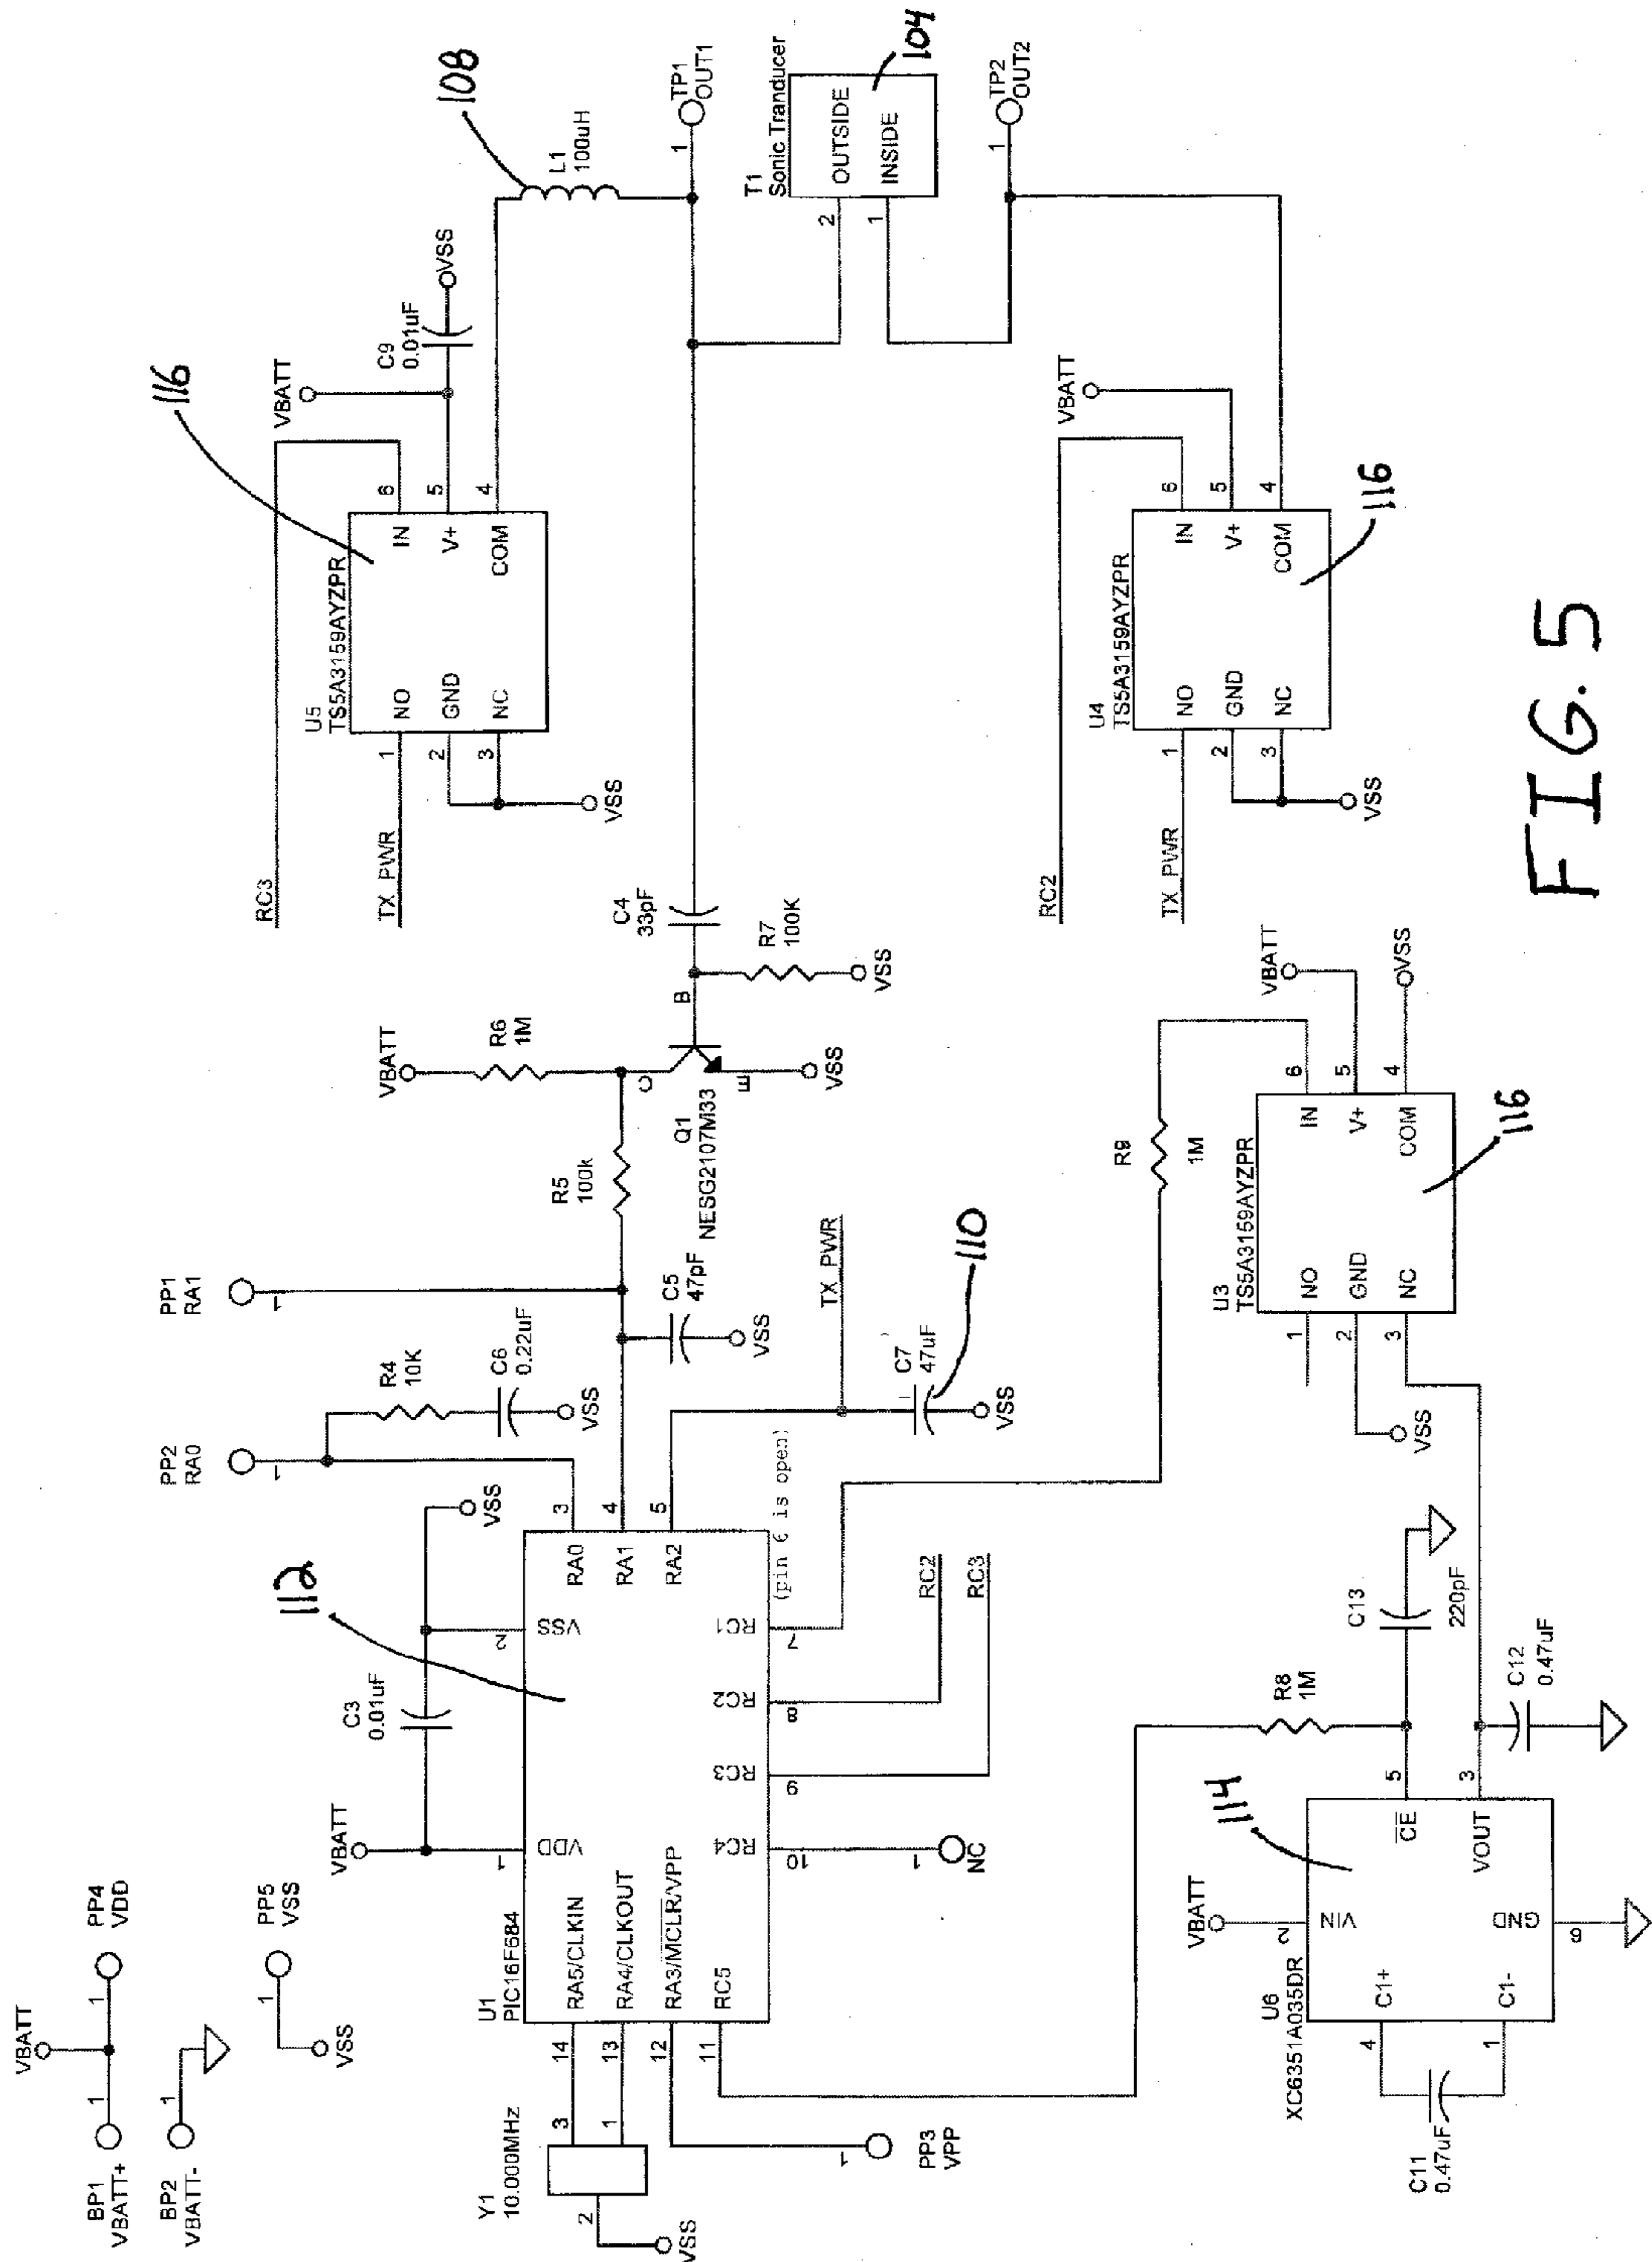 VBATT
BP1
VBATT+
1
1
PP4
VDD
BP2
VBATT-
1
PP5
VSS
1
VSS
PP2
RA0
1
PP1
RA1
1
R4
10K
C6
0.22uF
VSS
VBATT
C3
0.01uF
VSS
112
U1
PIC16F684
1
VDD
2
VSS
RA5/CLKIN
RA4/CLKOUT
RA3/MCLR/VPP
RC5
14
13
12
11
RA0
RA1
RA2
3
4
5
(pin 6 is open)
RC4
RC3
RC2
RC1
10
9
8
7
1
NC
RC2
RC3
Y1
10.000MHz
3
1
2
VSS
1
PP3
VPP
C5
47pF
VSS
R5
100k
TX_PWR
C7
47uF
110
VSS
VBATT
R6
1M
C
B
E
Q1
NESG2107M33
VSS
C4
33pF
R7
100K
VSS
RC3
TX_PWR
U5
TS5A3159AYZPR
116
1
2
3
NO
GND
NC
IN
V+
COM
6
5
4
VSS
VBATT
C9
0.01uF
VSS
108
L1
100uH
1
TP1
OUT1
T1
Sonic Tranducer
104
2
1
OUTSIDE
INSIDE
1
TP2
OUT2
RC2
TX_PWR
U4
TS5A3159AYZPR
116
1
2
3
NO
GND
NC
IN
V+
COM
6
5
4
VSS
VBATT
R9
1M
U3
TS5A3159AYZPR
116
1
2
3
NO
GND
NC
IN
V+
COM
6
5
4
VSS
VBATT
VSS
R8
1M
C13
220pF
C12
0.47uF
114
VBATT
U6
XC6351A035DR
2
VIN
C1+
C1-
4
1
CE
VOUT
5
3
GND
6
C11
0.47uF
FIG. 5